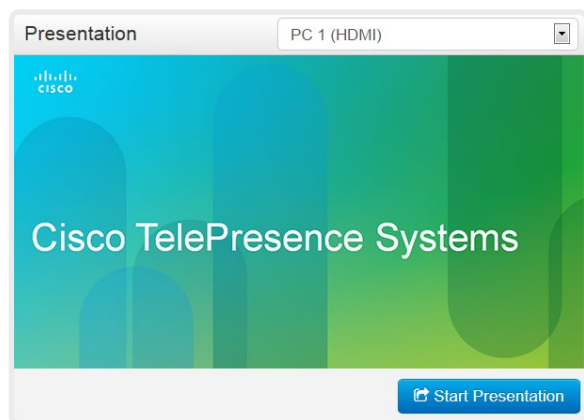 Presentation
PC 1 (HDMI)
CISCO
Cisco TelePresence Systems
Start Presentation